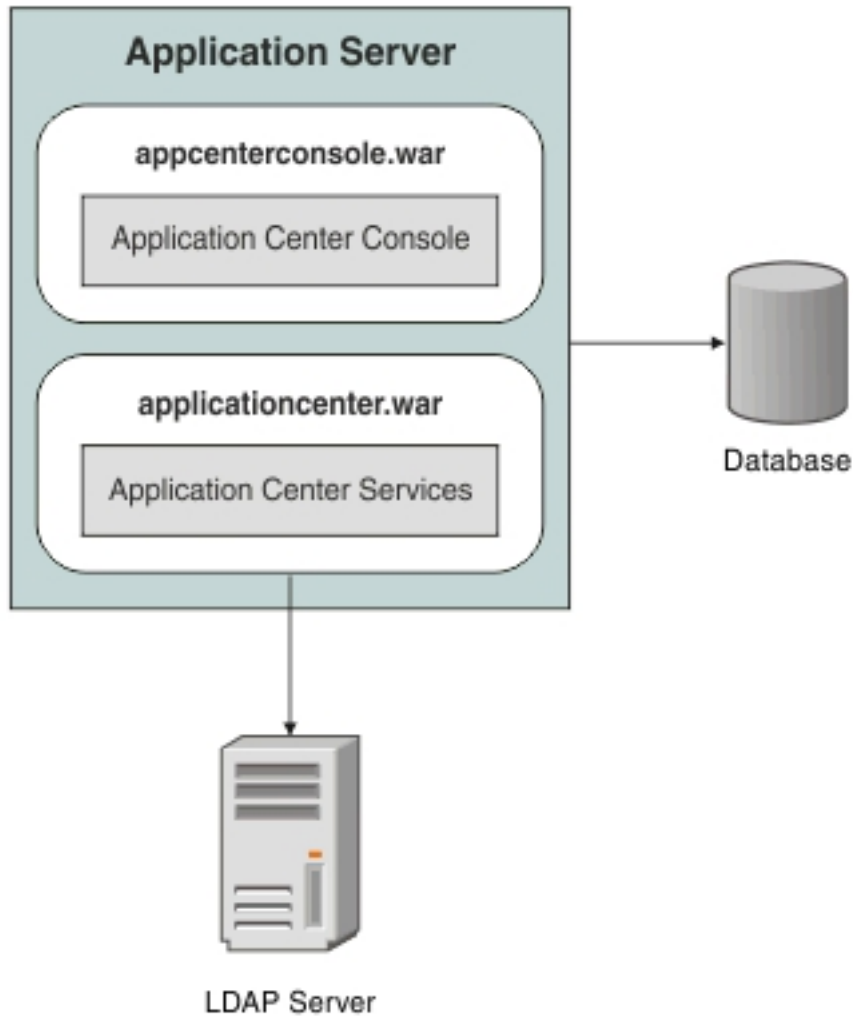 Application Server
appcenterconsole.war
Application Center Console
applicationcenter.war
Application Center Services
Database
LDAP Server